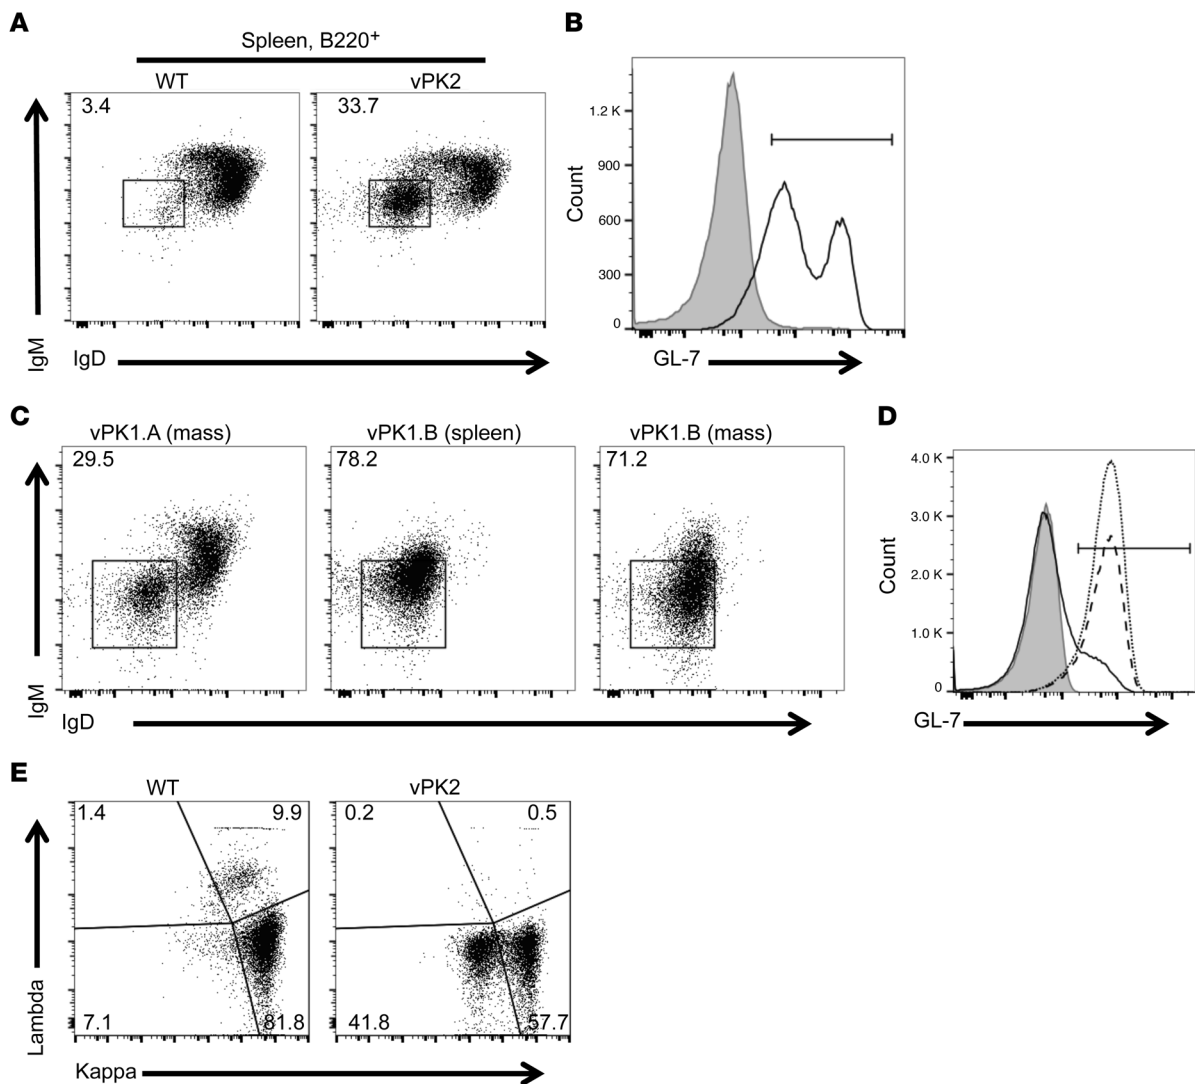 A
Spleen, B220+
WT
vPK2
3.4
33.7
IgM
IgD
B
1.2 K
900
600
300
0
Count
GL-7
C
vPK1.A (mass)
vPK1.B (spleen)
vPK1.B (mass)
29.5
78.2
71.2
IgM
IgD
D
4.0 K
3.0 K
2.0 K
1.0 K
0
Count
GL-7
E
WT
vPK2
1.4
9.9
0.2
0.5
7.1
81.8
41.8
57.7
Lambda
Kappa